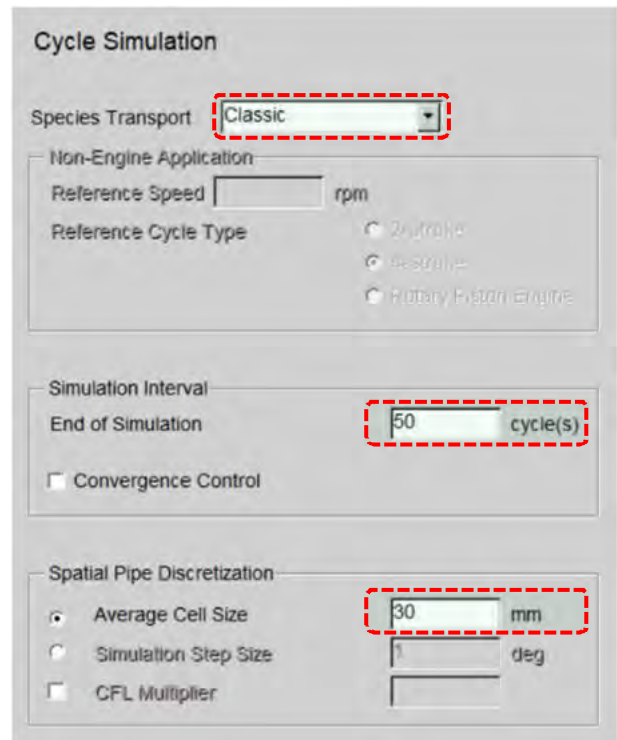 Cycle Simulation
Species Transport Classic
Non-Engine Application
Reference Speed rpm
Reference Cycle Type 2-stroke
4-stroke
Rotary Piston Engine
Simulation Interval
End of Simulation 50 cycle(s)
Convergence Control
Spatial Pipe Discretization
Average Cell Size 30 mm
Simulation Step Size 1 deg
CFL Multiplier